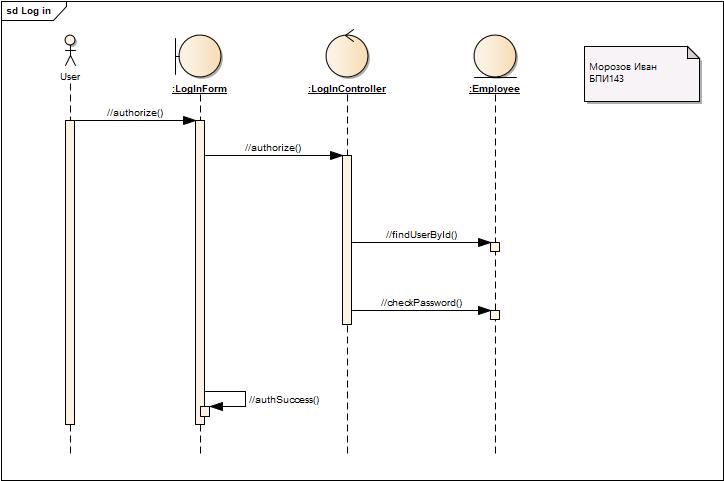 sd Log in
User
:LogInForm
:LogInController
:Employee
Морозов Иван
БПИ143
//authorize()
//authorize()
//findUserById()
//checkPassword()
//authSuccess()